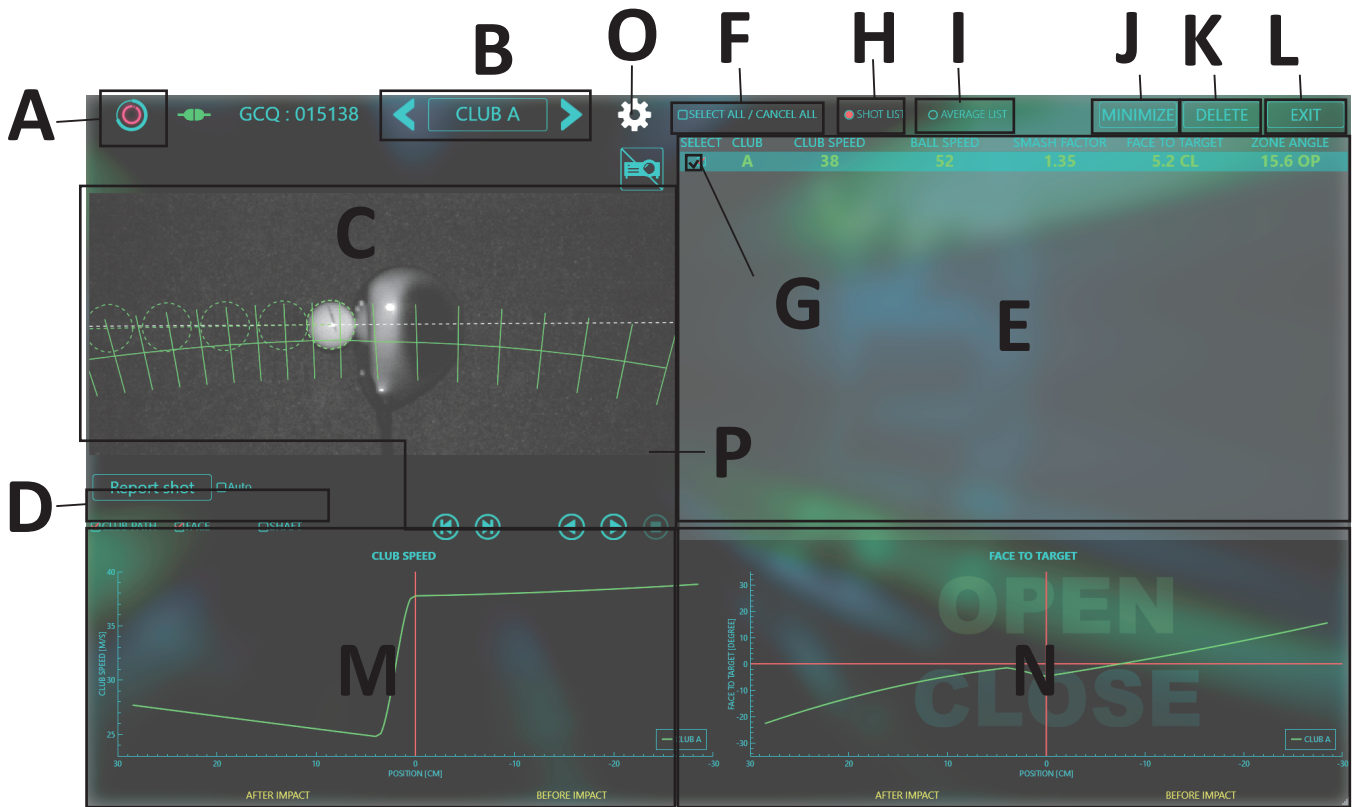 O
F
H
I
J
K
L
B
A
GCQ : 015138
CLUB A
SELECT ALL / CANCEL ALL
SHOT LIST
AVERAGE LIST
MINIMIZE
DELETE
EXIT
SELECT CLUB CLUB SPEED BALL SPEED SMASH FACTOR FACE TO TARGET ZONE ANGLE
A 38 52 1.35 5.2 CL 15.6 OP
C
G
E
P
D
Report shot
Auto
CLUB PATH FACE SHAFT
CLUB SPEED
40
35
30
25
CLUB SPEED [M/S]
M
CLUB A
30 20 10 0 -10 -20 -30
POSITION [CM]
AFTER IMPACT BEFORE IMPACT
FACE TO TARGET
30
20
10
0
-10
-20
-30
FACE TO TARGET [DEGREE]
OPEN
N
CLOSE
CLUB A
30 20 10 0 -10 -20 -30
POSITION [CM]
AFTER IMPACT BEFORE IMPACT